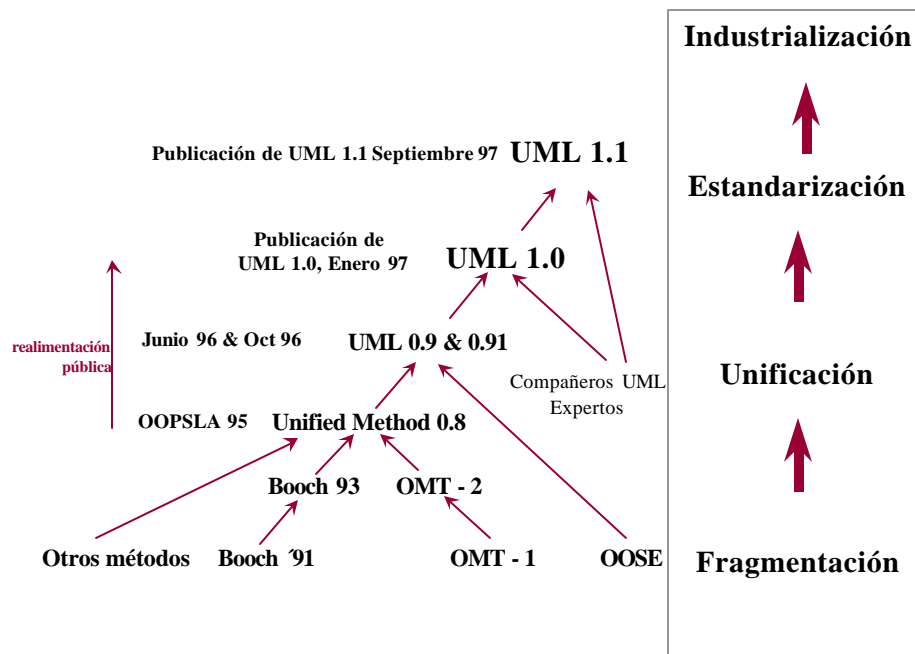 Industrialización
Publicación de UML 1.1 Septiembre 97 UML 1.1
Estandarización
Publicación de
UML 1.0, Enero 97
UML 1.0
realimentación
pública
Junio 96 & Oct 96
UML 0.9 & 0.91
Compañeros UML
Expertos
Unificación
OOPSLA 95
Unified Method 0.8
Booch 93
OMT - 2
Otros métodos
Booch ´91
OMT - 1
OOSE
Fragmentación